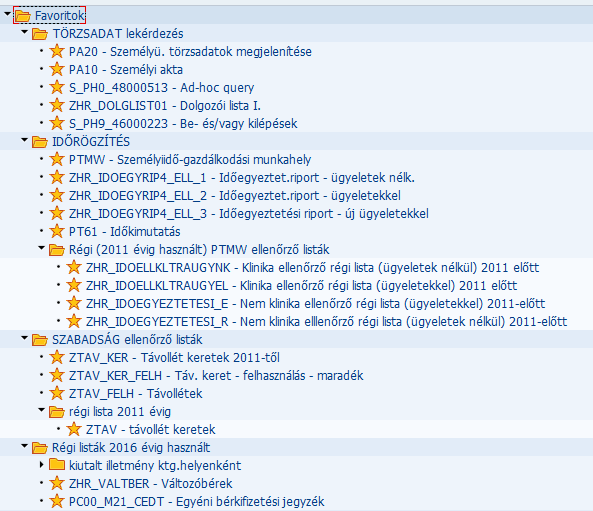 Favoritok
TÖRZSADAT lekérdezés
PA20 - Személyü. törzsadatok megjelenítése
PA10 - Személyi akta
S_PH0_48000513 - Ad-hoc query
ZHR_DOLGLIST01 - Dolgozói lista I.
S_PH9_46000223 - Be- és/vagy kilépések
IDŐRÖGZÍTÉS
PTMW - Személyiidő-gazdálkodási munkahely
ZHR_IDOEGYRIP4_ELL_1 - Időegyeztet.riport - ügyeletek nélk.
ZHR_IDOEGYRIP4_ELL_2 - Időegyeztet.riport - ügyeletekkel
ZHR_IDOEGYRIP4_ELL_3 - Időegyeztetési riport - új ügyeletekkel
PT61 - Időkimutatás
Régi (2011 évig használt) PTMW ellenőrző listák
ZHR_IDOELLKLTRAUGYNK - Klinika ellenőrző régi lista (ügyeletek nélkül) 2011 előtt
ZHR_IDOELLKLTRAUGYEL - Klinika ellenőrző régi lista (ügyeletekkel) 2011 előtt
ZHR_IDOEGYEZTETESI_E - Nem klinika ellenőrző régi lista (ügyeletekkel) 2011-előtt
ZHR_IDOEGYEZTETESI_R - Nem klinika elllenőrző régi lista (ügyeletek nélkül) 2011-előtt
SZABADSÁG ellenőrző listák
ZTAV_KER - Távollét keretek 2011-től
ZTAV_KER_FELH - Táv. keret - felhasználás - maradék
ZTAV_FELH - Távollétek
régi lista 2011 évig
ZTAV - távollét keretek
Régi listák 2016 évig használt
kiutalt illetmény ktg.helyenként
ZHR_VALTBER - Változóbérek
PC00_M21_CEDT - Egyéni bérkifizetési jegyzék